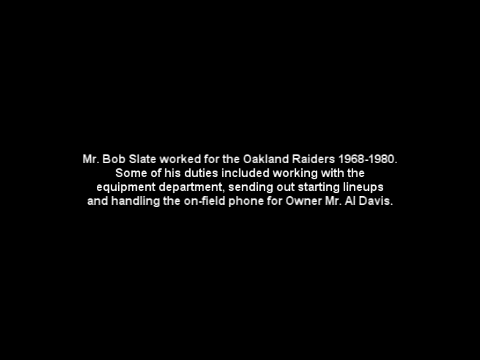 Mr. Bob Slate worked for the Oakland Raiders 1968-1980.
Some of his duties included working with the
equipment department, sending out starting lineups
and handling the on-field phone for Owner Mr. Al Davis.